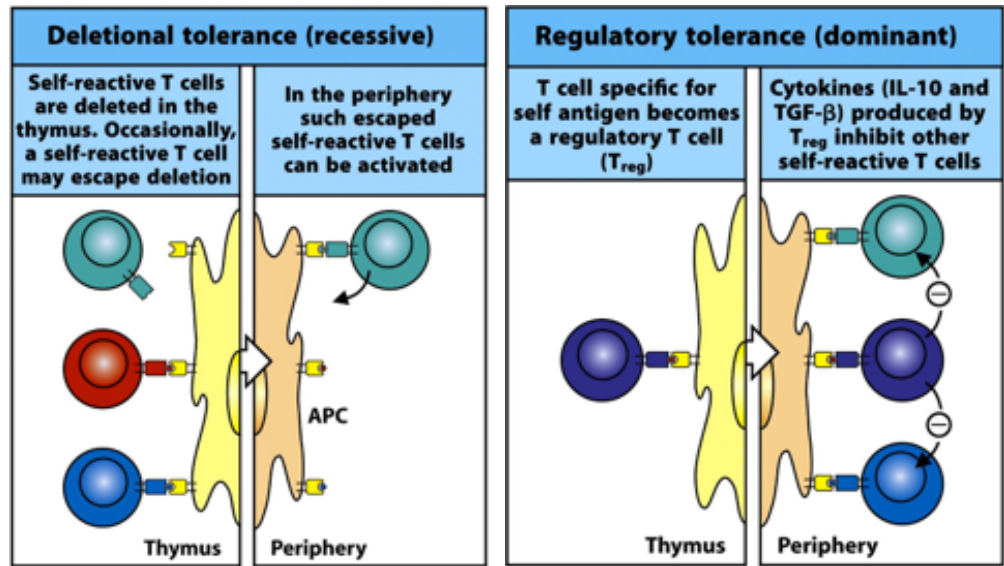 Deletional tolerance (recessive)
Self-reactive T cells
are deleted in the
thymus. Occasionally,
a self-reactive T cell
may escape deletion
In the periphery
such escaped
self-reactive T cells
can be activated
APC
Thymus
Periphery
Regulatory tolerance (dominant)
T cell specific for
self antigen becomes
a regulatory T cell
(Treg)
Cytokines (IL-10 and
TGF-β) produced by
Treg inhibit other
self-reactive T cells
Thymus
Periphery